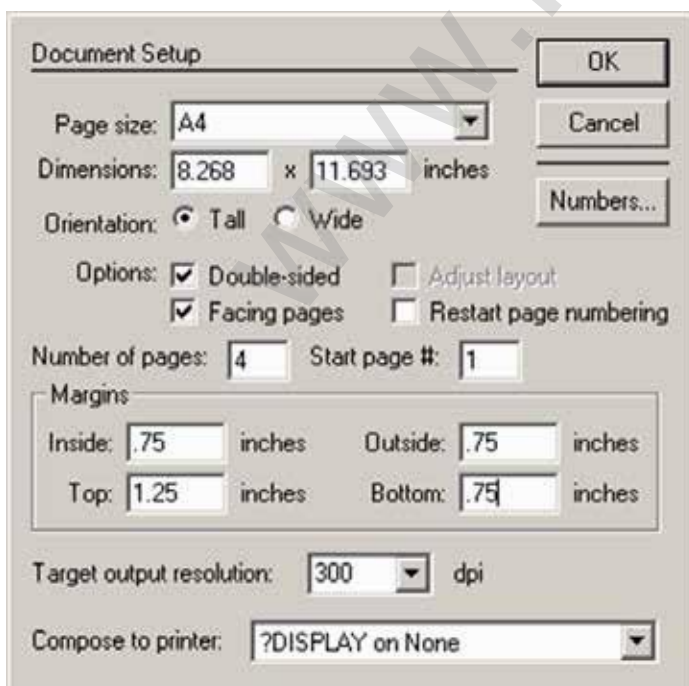 Document Setup
OK
Page size: A4
Cancel
Dimensions: 8.268 x 11.693 inches
Numbers...
Orientation: Tall Wide
Options: Double-sided Adjust layout
Facing pages Restart page numbering
Number of pages: 4 Start page #: 1
Margins
Inside: .75 inches Outside: .75 inches
Top: 1.25 inches Bottom: .75 inches
Target output resolution: 300 dpi
Compose to printer: ?DISPLAY on None